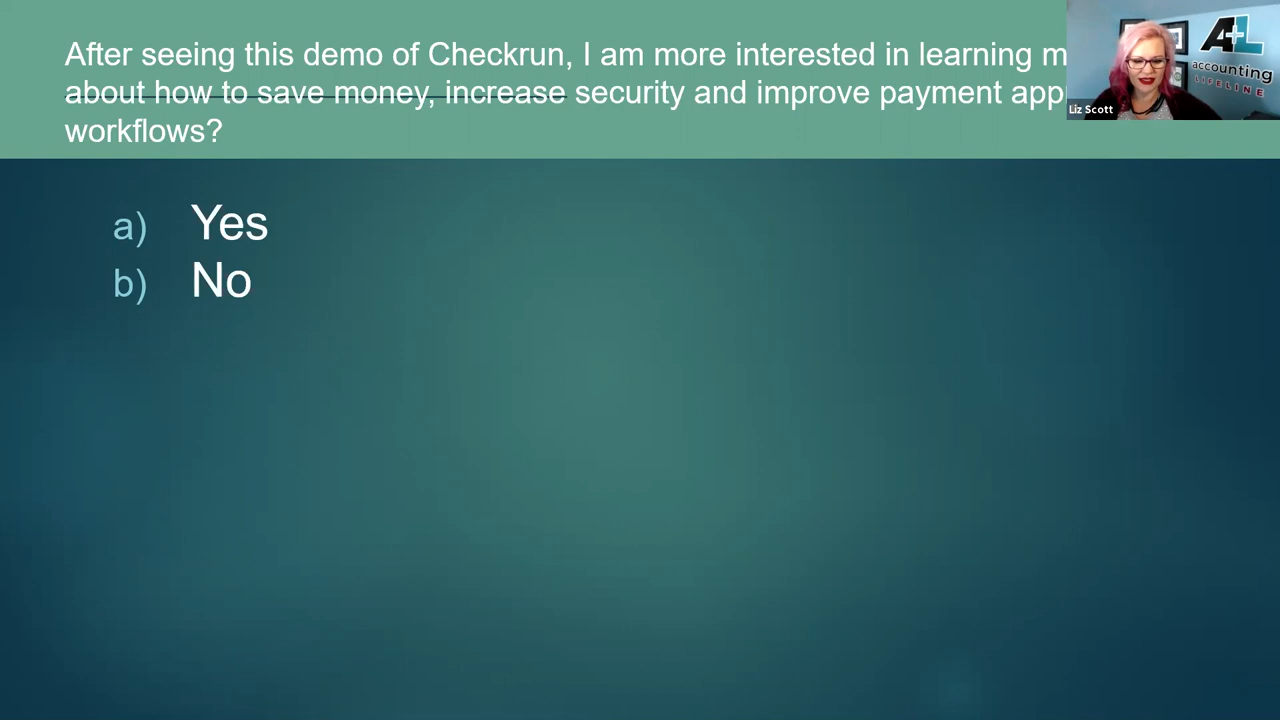 After seeing this demo of Checkrun, I am more interested in learning
about how to save money, increase security and improve payment
workflows?
a) Yes
b) No
Liz Scott
A+L
accounting
LIFELINE